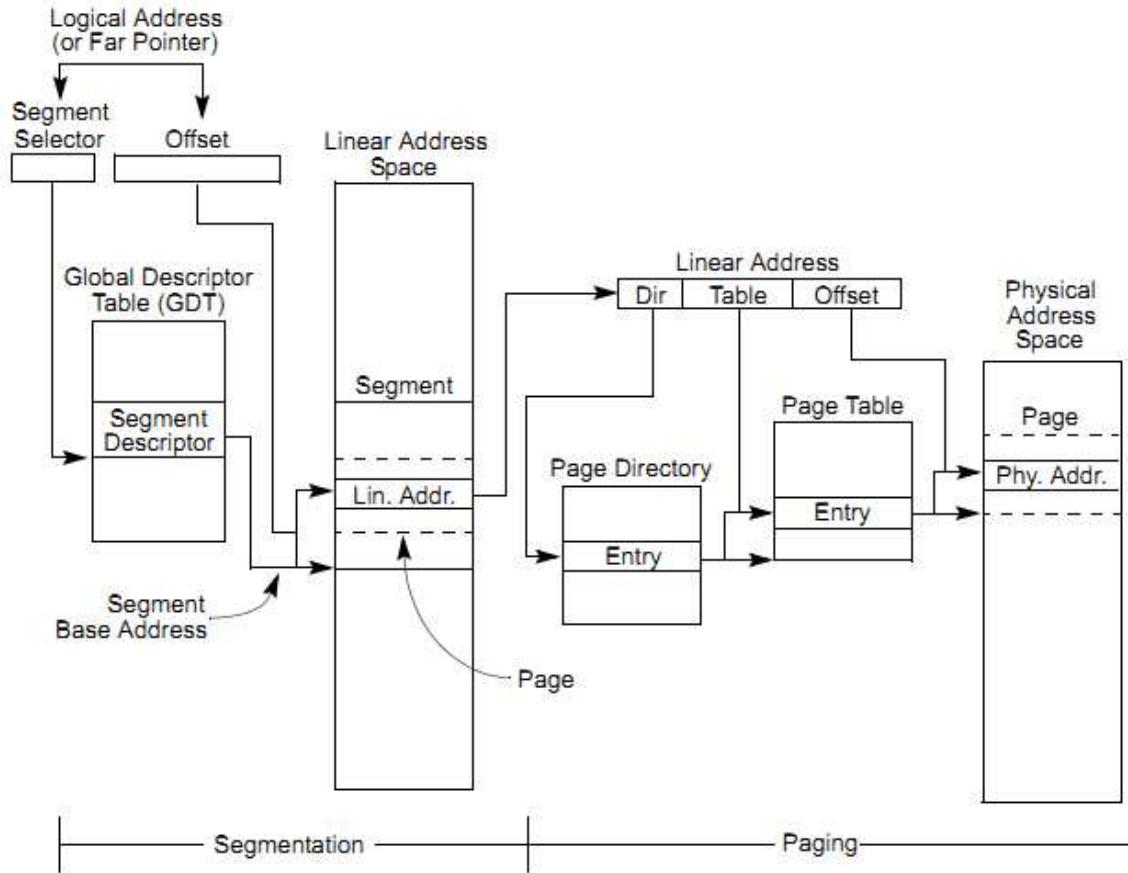 Logical Address
(or Far Pointer)
Segment
Selector
Offset
Linear Address
Space
Global Descriptor
Table (GDT)
Segment
Descriptor
Segment
Lin. Addr.
Segment
Base Address
Page
Linear Address
Dir
Table
Offset
Physical
Address
Space
Page Table
Entry
Page Directory
Entry
Page
Phy. Addr.
Segmentation
Paging